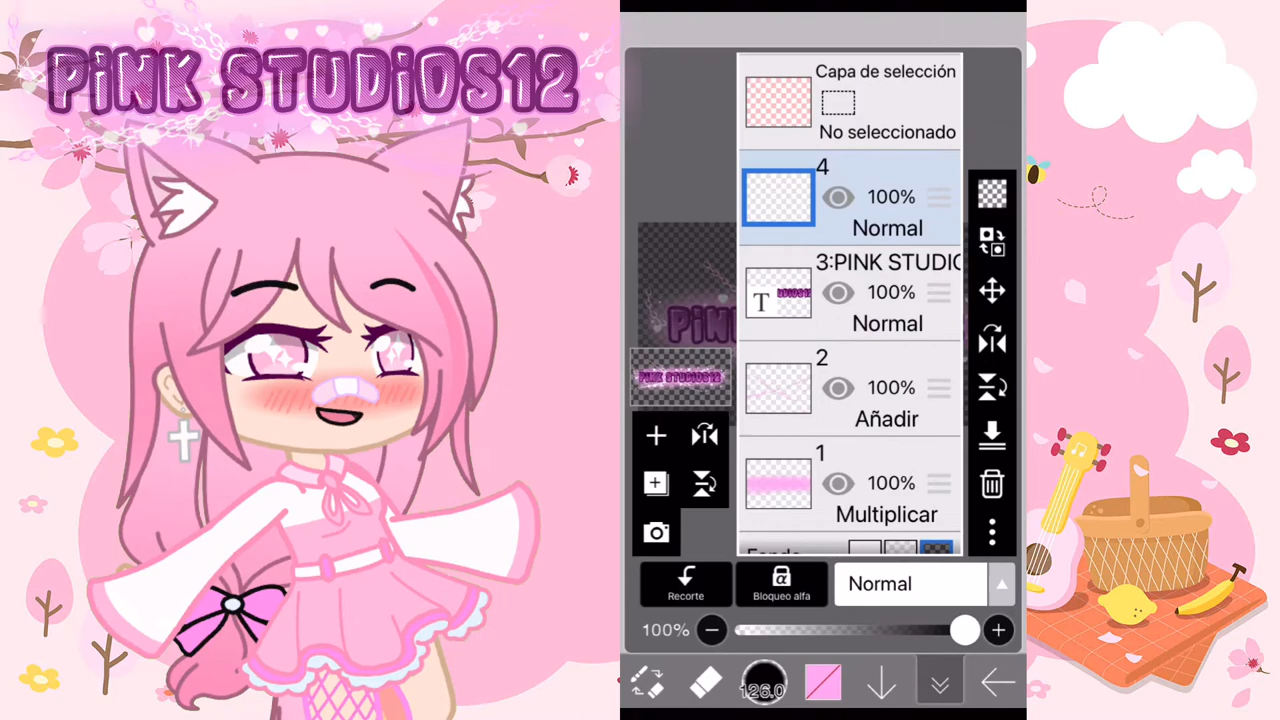 PINK STUDIOS12
Capa de selección
No seleccionado
4
100%
Normal
3:PINK STUDIO
100%
Normal
2
100%
Añadir
1
100%
Multiplicar
PINK STUDIOS12
T
Recorte
α
Bloqueo alfa
Normal
100%
126.0